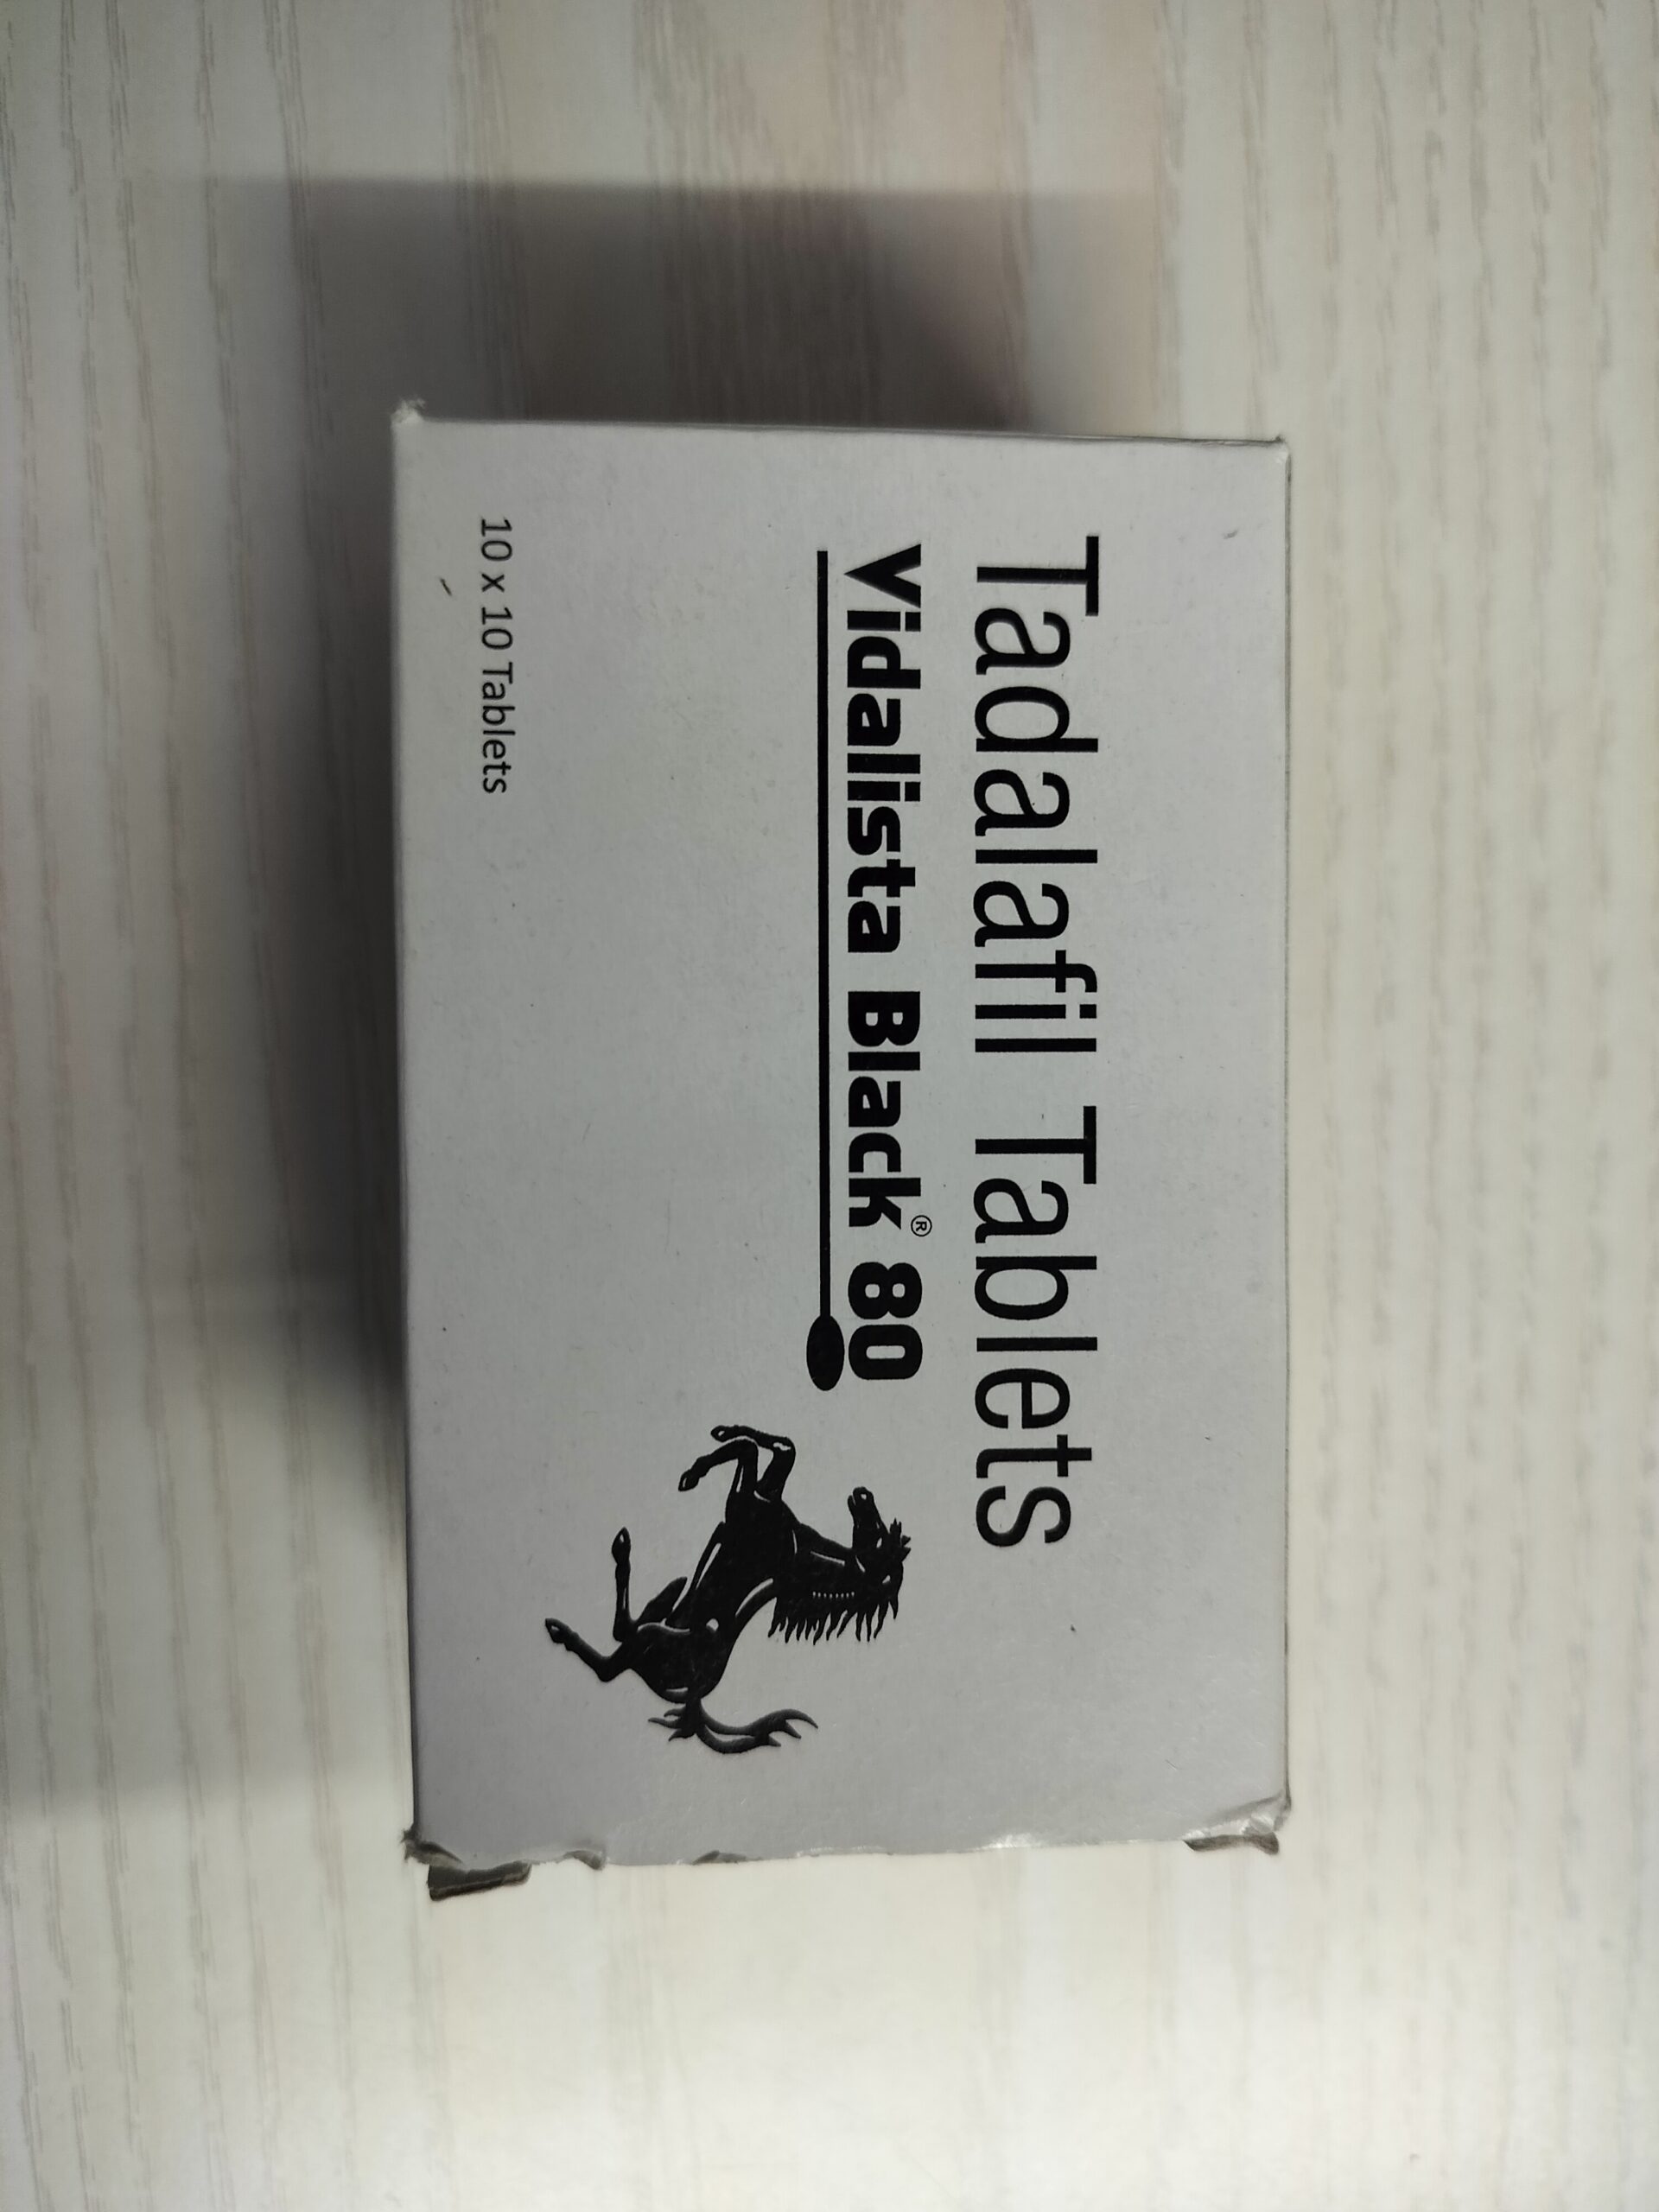 Tadalafil Tablets
Vidalista Black® 80
10 x 10 Tablets